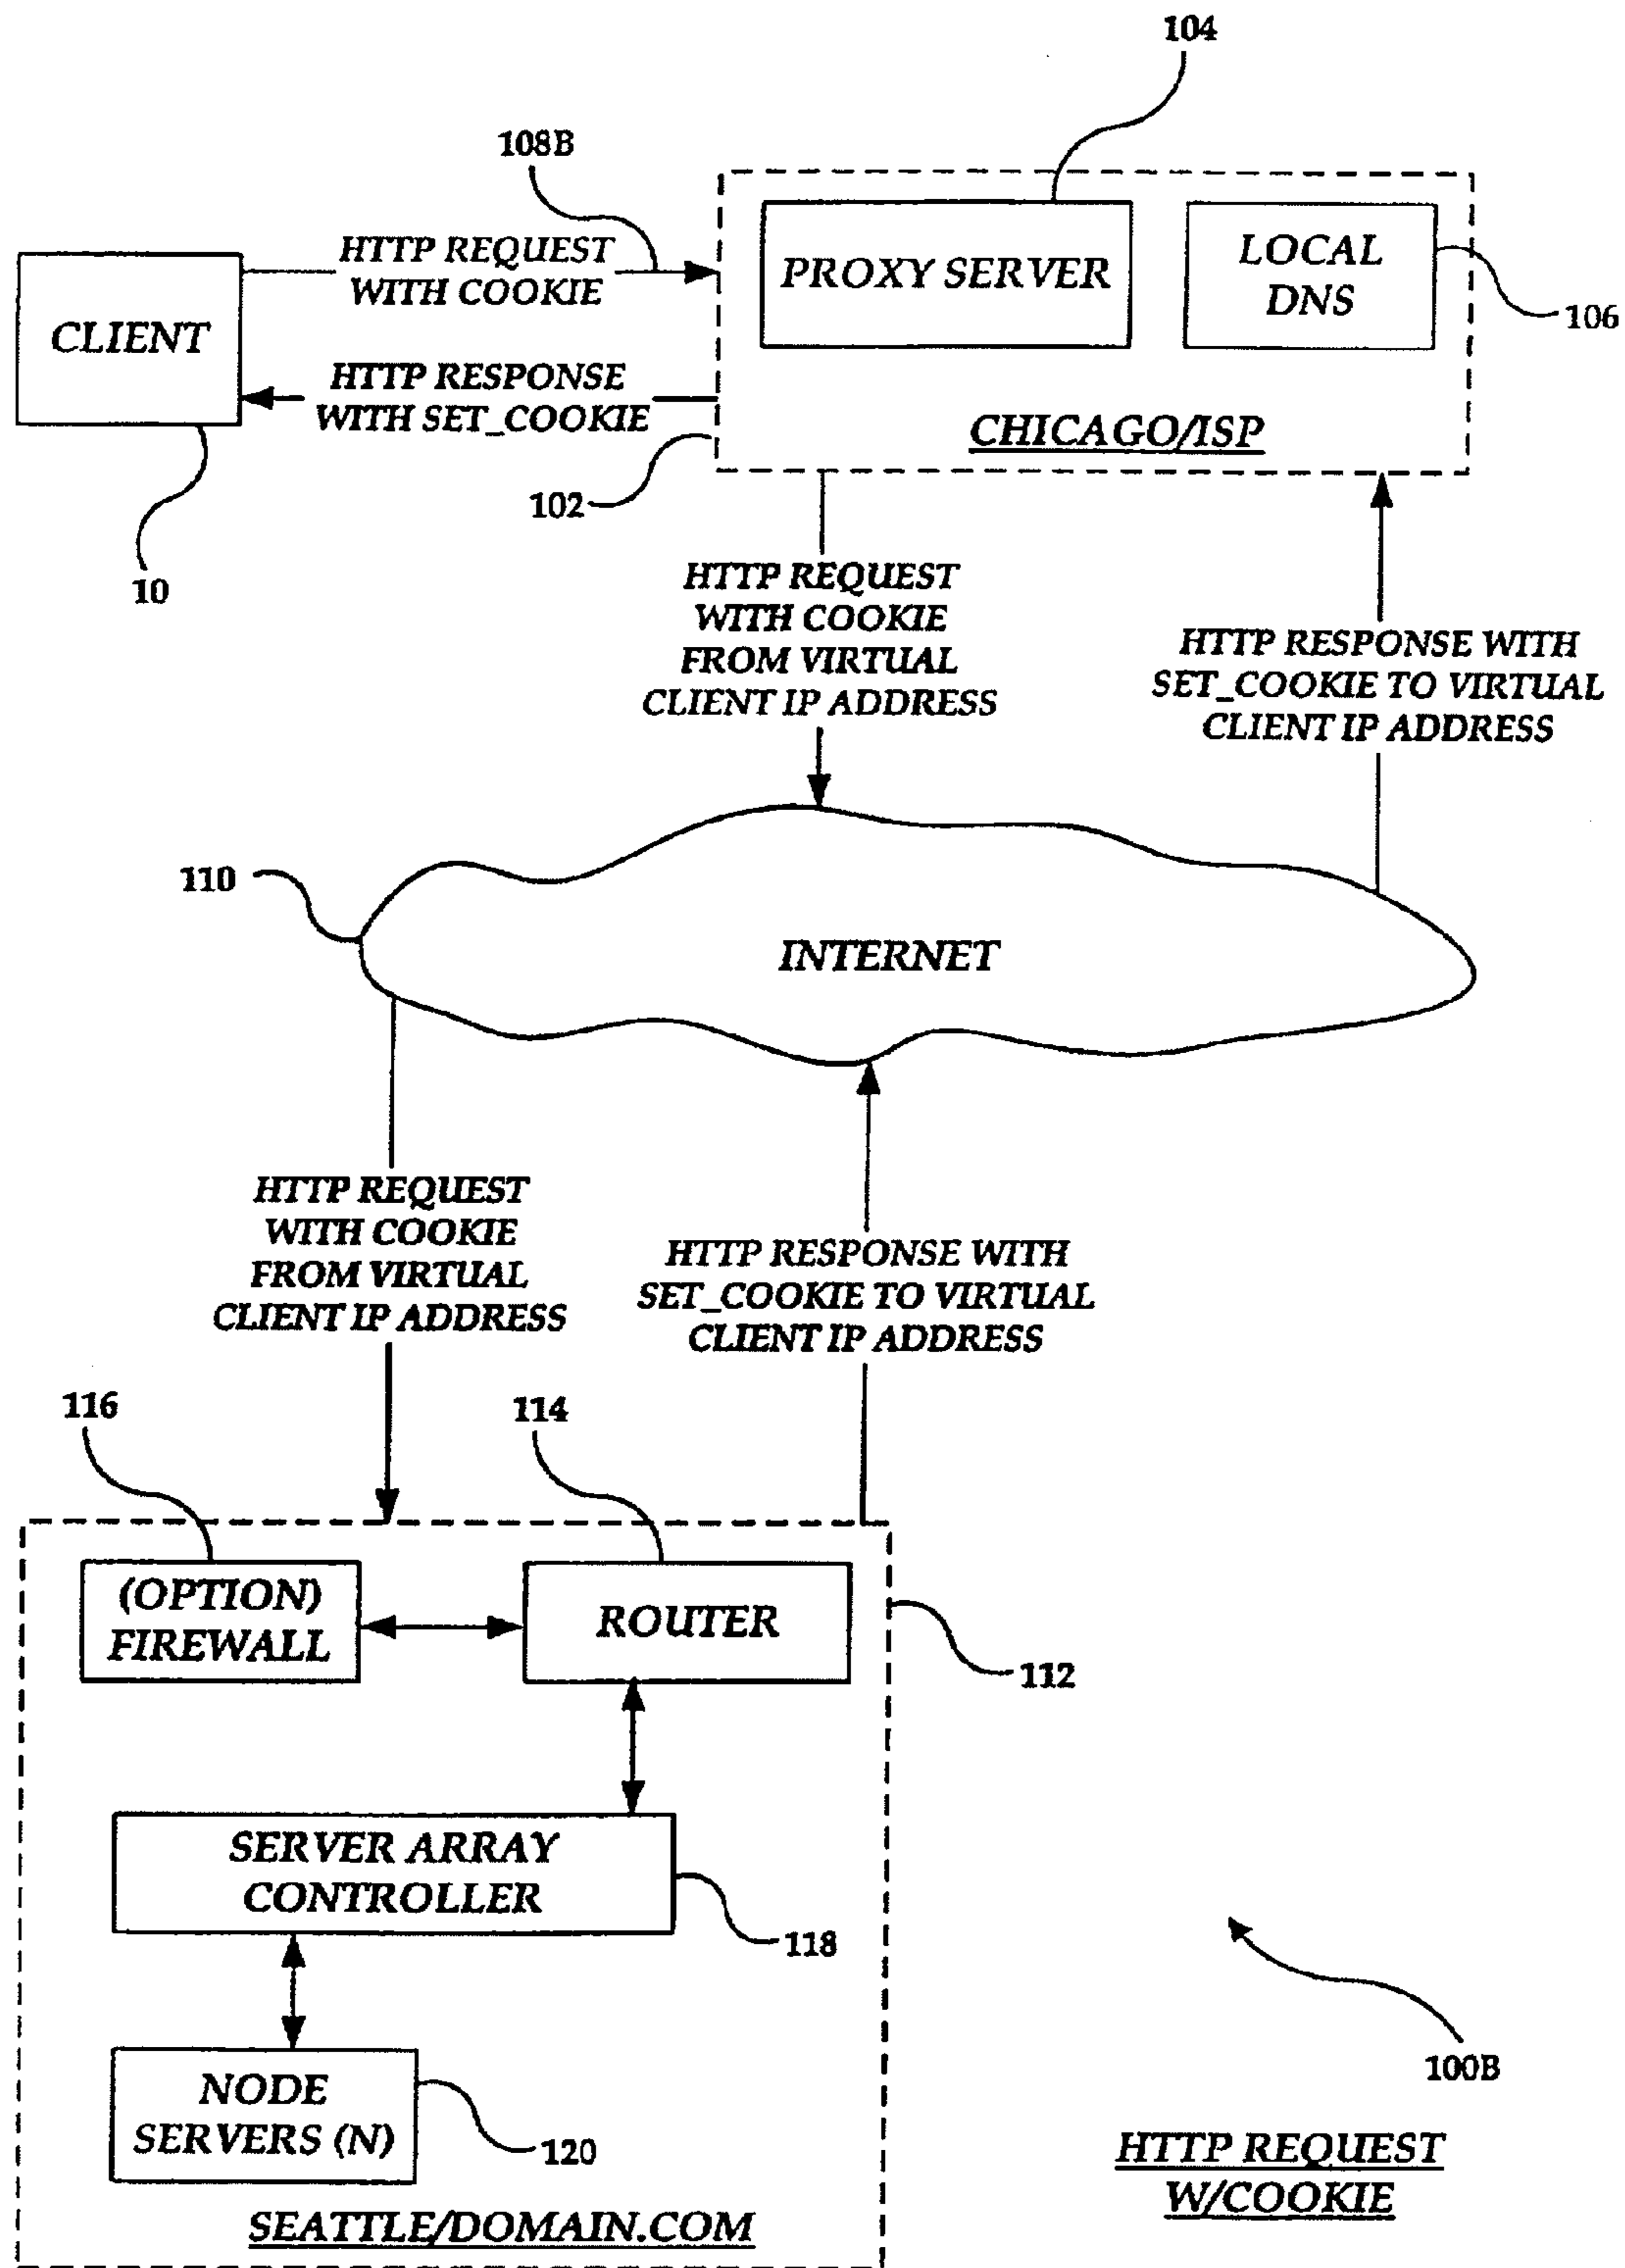 104
108B
HTTP REQUEST
WITH COOKIE
PROXY SERVER
LOCAL
DNS
106
CLIENT
HTTP RESPONSE
WITH SET_COOKIE
CHICAGO/ISP
102
10
HTTP REQUEST
WITH COOKIE
FROM VIRTUAL
CLIENT IP ADDRESS
HTTP RESPONSE WITH
SET_COOKIE TO VIRTUAL
CLIENT IP ADDRESS
110
INTERNET
HTTP REQUEST
WITH COOKIE
FROM VIRTUAL
CLIENT IP ADDRESS
HTTP RESPONSE WITH
SET_COOKIE TO VIRTUAL
CLIENT IP ADDRESS
116
114
(OPTION)
FIREWALL
ROUTER
112
SERVER ARRAY
CONTROLLER
118
NODE
SERVERS (N)
120
SEATTLE/DOMAIN.COM
100B
HTTP REQUEST
W/COOKIE